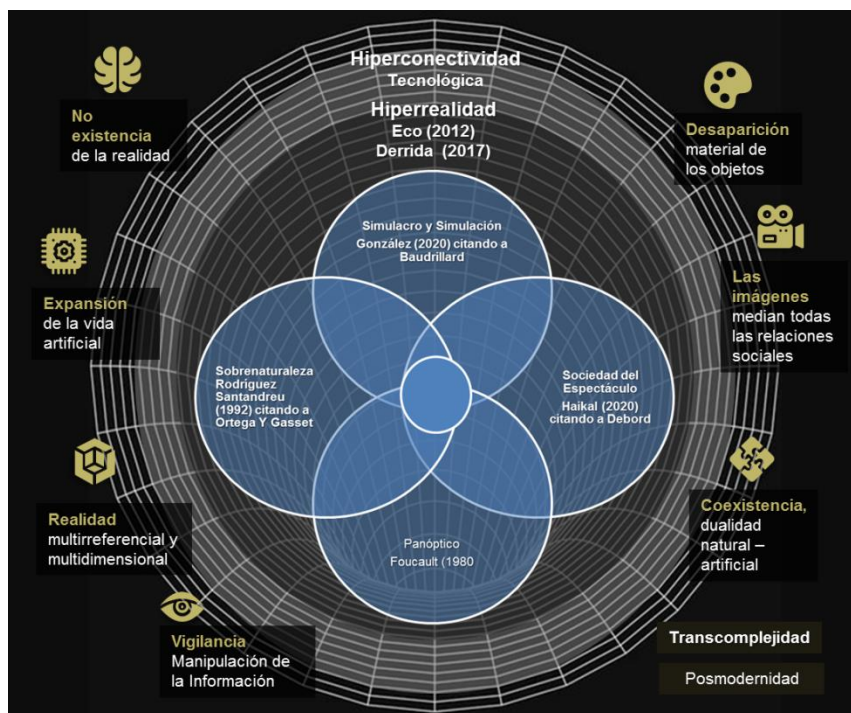 Hiperconectividad
Tecnológica
Hiperrealidad
Eco (2012)
Derrida (2017)
No
existencia
de la realidad
Desaparición
material de
los objetos
Simulacro y Simulación
González (2020) citando a
Baudrillard
Expansión
de la vida
artificial
Las
imágenes
median todas
las relaciones
sociales
Sobrenaturaleza
Rodríguez
Santandreu
(1992) citando a
Ortega Y Gasset
Sociedad del
Espectáculo
Haikal (2020)
citando a Debord
Realidad
multirreferencial y
multidimensional
Coexistencia,
dualidad
natural –
artificial
Panóptico
Foucault (1980
Vigilancia
Manipulación de
la Información
Transcomplejidad
Posmodernidad